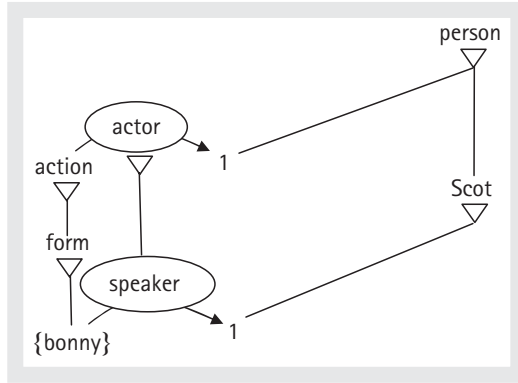 person
actor
action
1
Scot
form
speaker
1
{bonny}